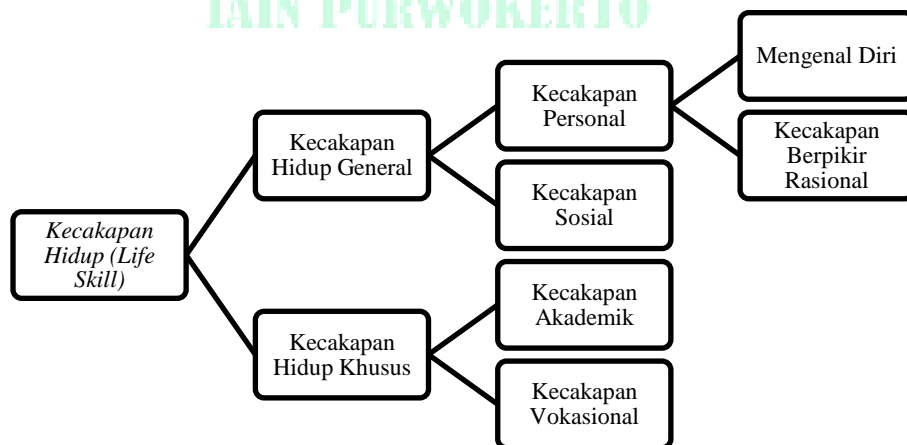 IAIN PURWOKERTO
Mengenal Diri
Kecakapan
Personal
Kecakapan
Berpikir
Rasional
Kecakapan
Hidup General
Kecakapan
Sosial
Kecakapan
Hidup (Life
Skill)
Kecakapan
Akademik
Kecakapan
Hidup Khusus
Kecakapan
Vokasional